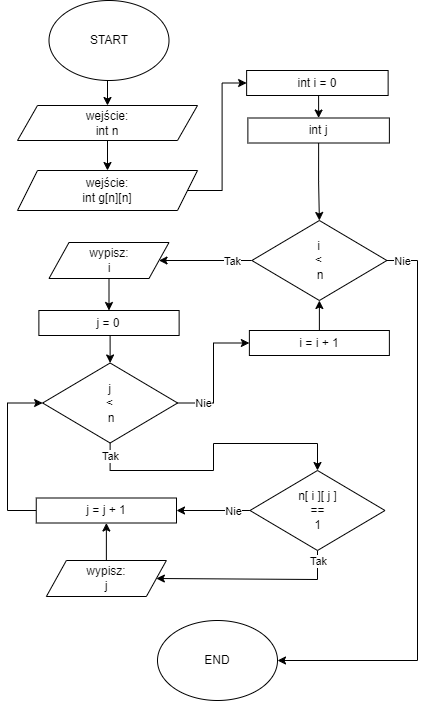 START
wejście:
int n
wejście:
int g[n][n]
int i = 0
int j
i
<
n
Tak
Nie
wypisz:
i
j = 0
i = i + 1
j
<
n
Nie
Tak
n[ i ][ j ]
==
1
Nie
j = j + 1
Tak
wypisz:
j
END